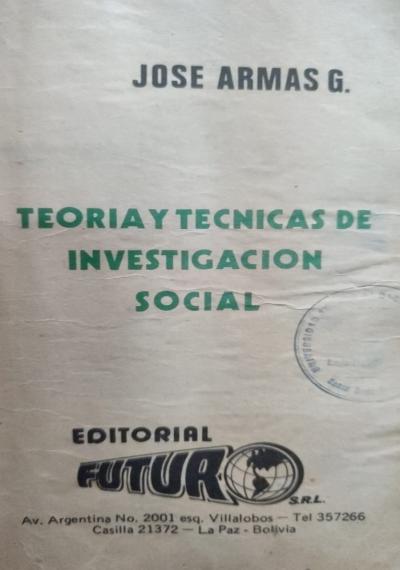 JOSE ARMAS G.
TEORIA Y TECNICAS DE
INVESTIGACION
SOCIAL
EDITORIAL
FUTURO
S.R.L.
Av. Argentina No. 2001 esq. Villalobos — Tel 357266
Casilla 21372 — La Paz - Bolivia